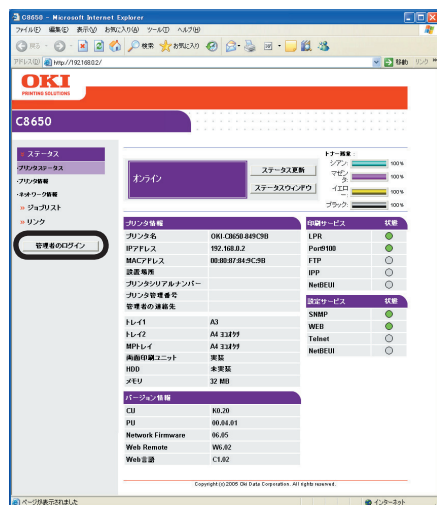 C8650 - Microsoft Internet Explorer
ファイル(F) 編集(E) 表示(V) お気に入り(A) ツール(T) ヘルプ(H)
戻る 検索 お気に入り
アドレス(D) http://192.168.0.2/ 移動 リンク
OKI
PRINTING SOLUTIONS
C8650
ステータス
プリンタステータス
プリンタ情報
ネットワーク情報
ジョブリスト
リンク
管理者のログイン
オンライン
ステータス更新
ステータスウィンドウ
トナー残量:
シアン: 100%
マゼンタ: 100%
イエロー: 100%
ブラック: 100%
プリンタ情報
プリンタ名 OKI-C8650-849C9B
IPアドレス 192.168.0.2
MACアドレス 00:80:87:84:9C:9B
設置場所
プリンタシリアルナンバー
プリンタ管理番号
管理者の連絡先
トレイ1 A3
トレイ2 A4 ヨコオクリ
MPトレイ A4 ヨコオクリ
両面印刷ユニット 実装
HDD 未実装
メモリ 32 MB
バージョン情報
CU K0.20
PU 00.04.01
Network Firmware 06.05
Web Remote W6.02
Web言語 C1.02
印刷サービス 状態
LPR
Port9100
FTP
IPP
NetBEUI
設定サービス 状態
SNMP
WEB
Telnet
NetBEUI
Copyright (c) 2005 Oki Data Corporation. All rights reserved.
ページが表示されました
インターネット